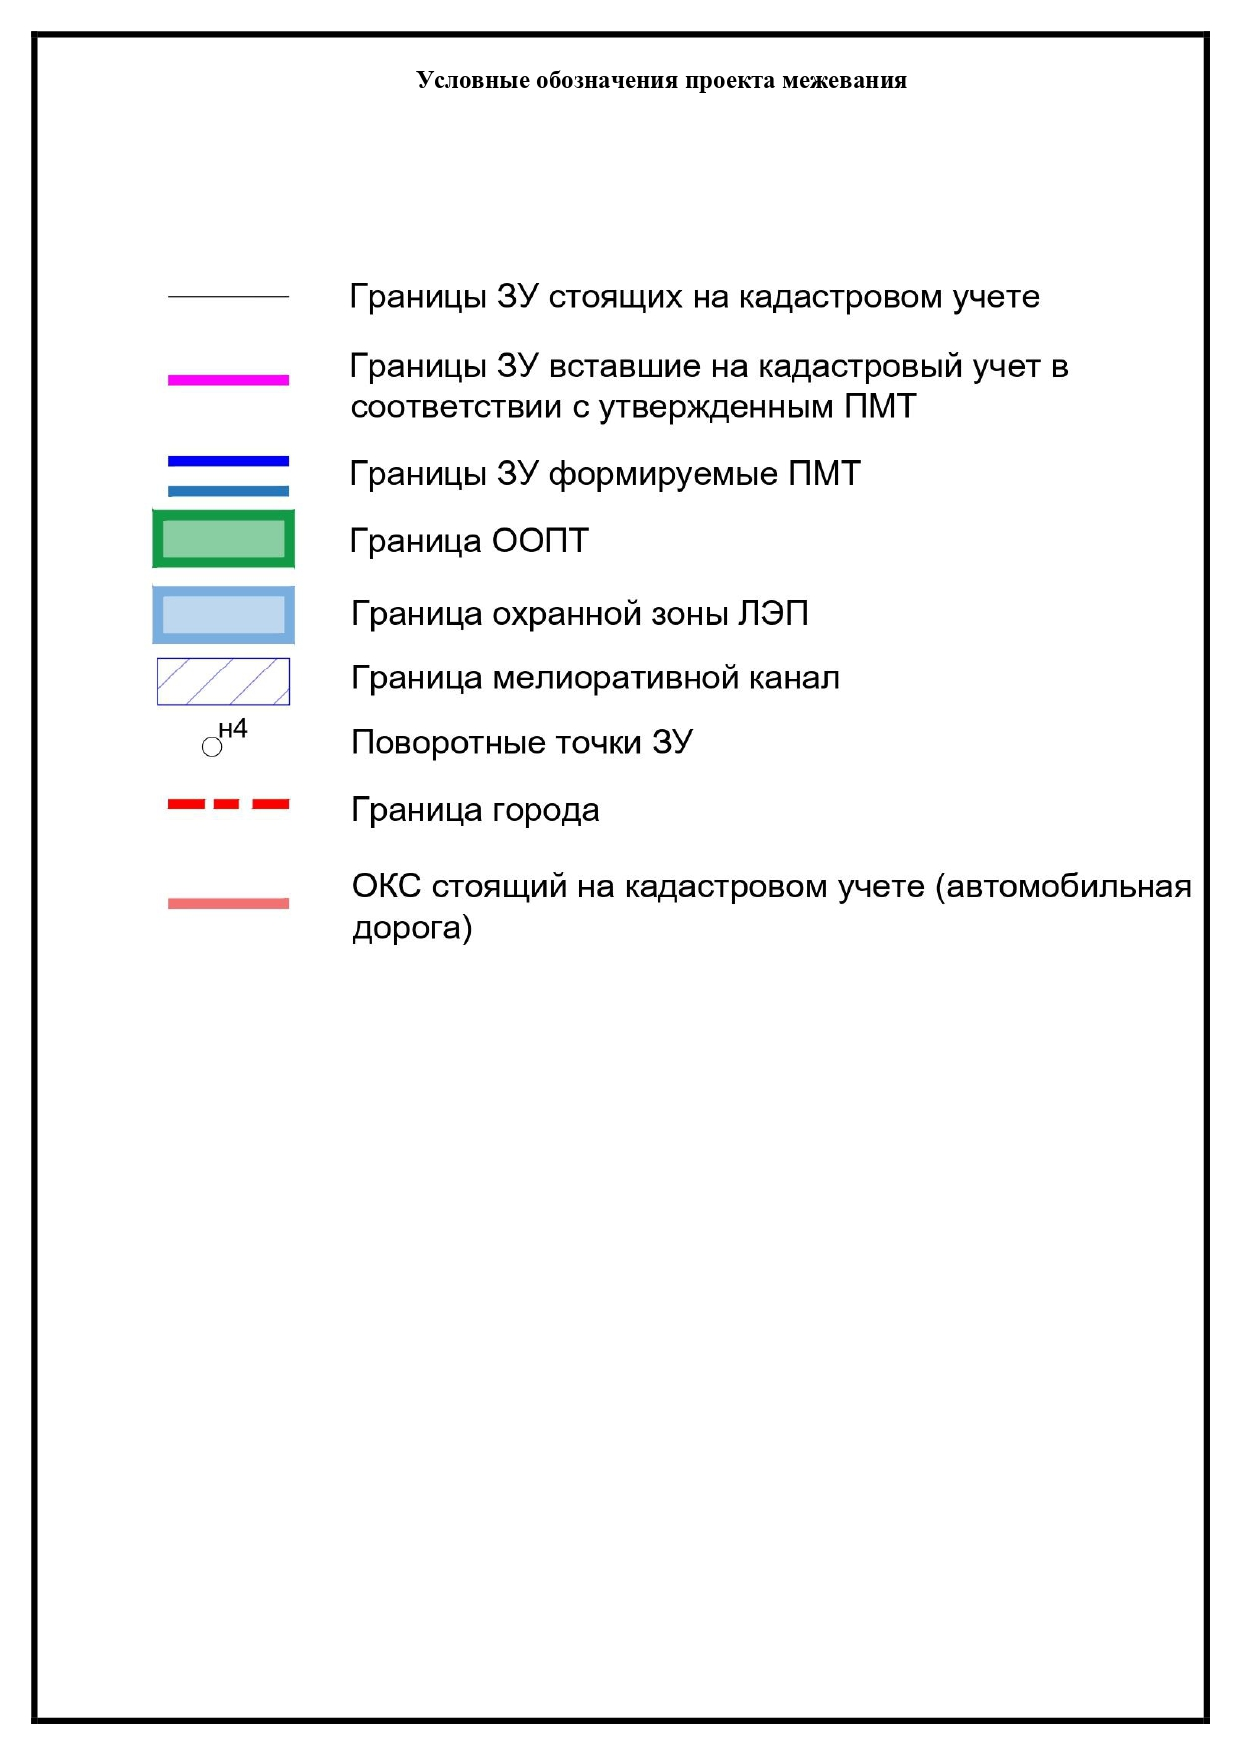 Условные обозначения проекта межевания
Границы ЗУ стоящих на кадастровом учете
Границы ЗУ вставшие на кадастровый учет в
соответствии с утвержденным ПМТ
Границы ЗУ формируемые ПМТ
Граница ООПТ
Граница охранной зоны ЛЭП
Граница мелиоративной канал
н4
Поворотные точки ЗУ
Граница города
ОКС стоящий на кадастровом учете (автомобильная
дорога)